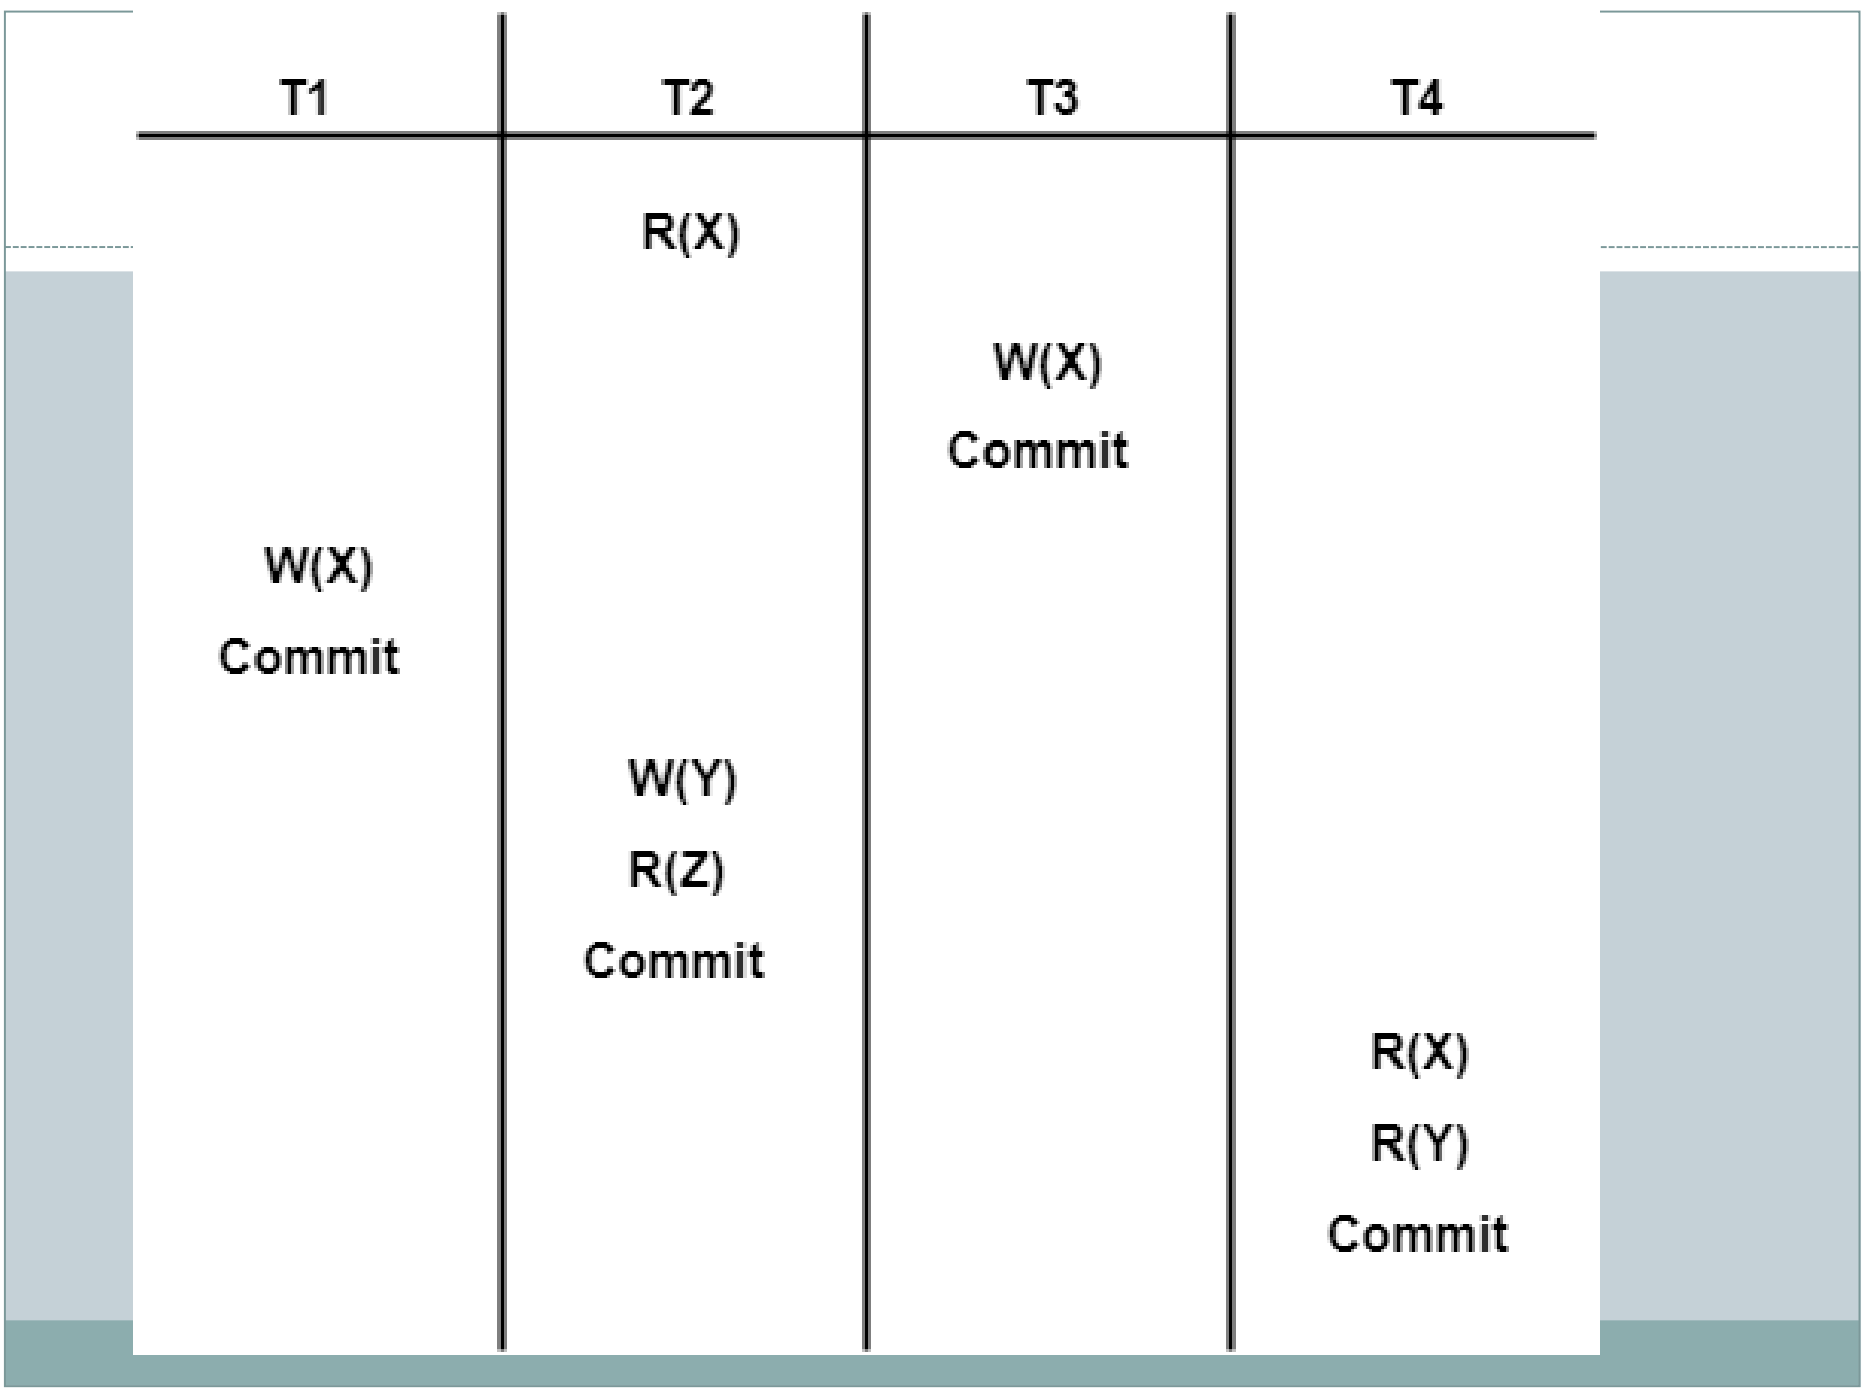 T1 T2 T3 T4
R(X)
W(X)
Commit
W(X)
Commit
W(Y)
R(Z)
Commit
R(X)
R(Y)
Commit